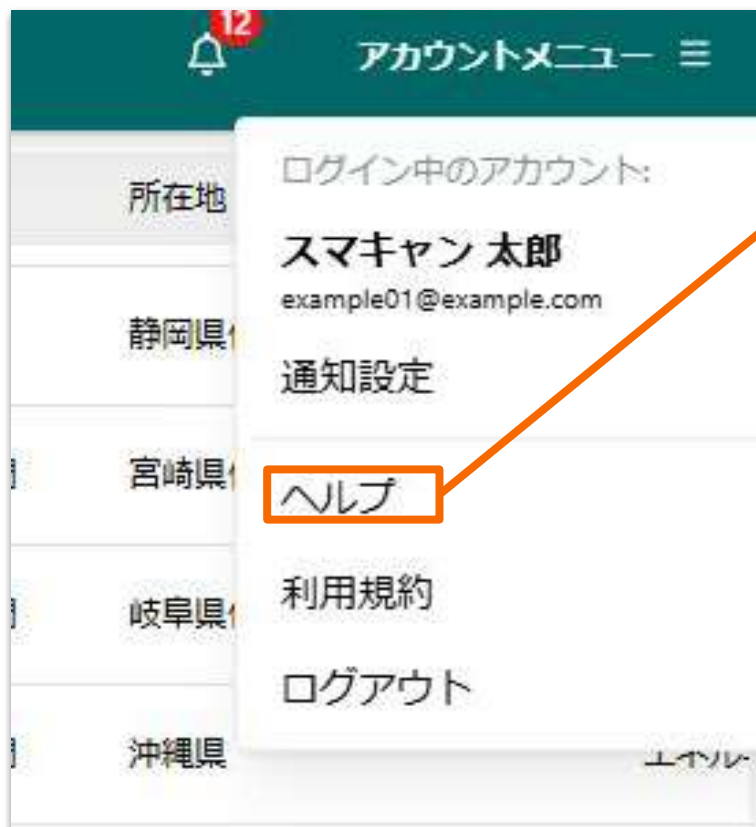 12
アカウントメニュー
所在地
ログイン中のアカウント:
スマキャン 太郎
example01@example.com
静岡県
通知設定
宮崎県
ヘルプ
利用規約
岐阜県
ログアウト
沖縄県
エネル